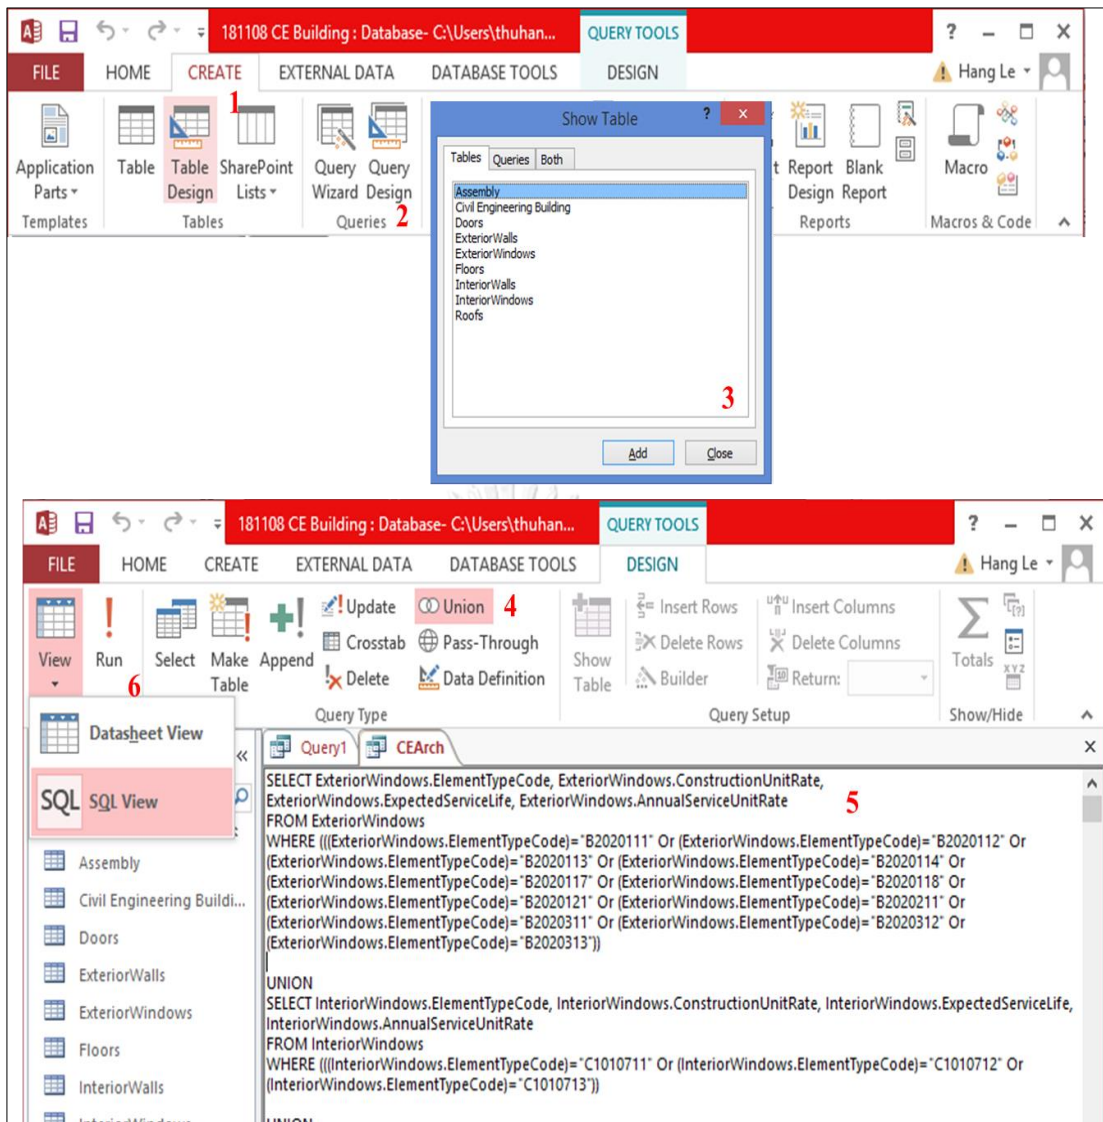 181108 CE Building : Database- C:\Users\thuhan...
QUERY TOOLS
?
FILE HOME CREATE EXTERNAL DATA DATABASE TOOLS DESIGN Hang Le
1
Application Parts
Table
Table Design
SharePoint Lists
Query Wizard
Query Design
t Report Design
Blank Report
Macro
Templates Tables Queries 2 Reports Macros & Code
Show Table ?
Tables Queries Both
Assembly
Civil Engineering Building
Doors
ExteriorWalls
ExteriorWindows
Floors
InteriorWalls
InteriorWindows
Roofs
3
Add Close
181108 CE Building : Database- C:\Users\thuhan...
QUERY TOOLS
?
FILE HOME CREATE EXTERNAL DATA DATABASE TOOLS DESIGN Hang Le
View
Run
6
Select
Make Table
Append
Update
Crosstab
Delete
Union 4
Pass-Through
Data Definition
Show Table
Insert Rows
Delete Rows
Builder
Insert Columns
Delete Columns
Return:
Totals
XYZ
Query Type Query Setup Show/Hide
Datasheet View
SQL SQL View
«
Assembly
Civil Engineering Buildi...
Doors
ExteriorWalls
ExteriorWindows
Floors
InteriorWalls
InteriorWindows
Query1 CEArch
SELECT ExteriorWindows.ElementTypeCode, ExteriorWindows.ConstructionUnitRate,
ExteriorWindows.ExpectedServiceLife, ExteriorWindows.AnnualServiceUnitRate
5
FROM ExteriorWindows
WHERE (((ExteriorWindows.ElementTypeCode)="B2020111" Or (ExteriorWindows.ElementTypeCode)="B2020112" Or
(ExteriorWindows.ElementTypeCode)="B2020113" Or (ExteriorWindows.ElementTypeCode)="B2020114" Or
(ExteriorWindows.ElementTypeCode)="B2020117" Or (ExteriorWindows.ElementTypeCode)="B2020118" Or
(ExteriorWindows.ElementTypeCode)="B2020121" Or (ExteriorWindows.ElementTypeCode)="B2020211" Or
(ExteriorWindows.ElementTypeCode)="B2020311" Or (ExteriorWindows.ElementTypeCode)="B2020312" Or
(ExteriorWindows.ElementTypeCode)="B2020313"))
UNION
SELECT InteriorWindows.ElementTypeCode, InteriorWindows.ConstructionUnitRate, InteriorWindows.ExpectedServiceLife,
InteriorWindows.AnnualServiceUnitRate
FROM InteriorWindows
WHERE (((InteriorWindows.ElementTypeCode)="C1010711" Or (InteriorWindows.ElementTypeCode)="C1010712" Or
(InteriorWindows.ElementTypeCode)="C1010713"))
UNION